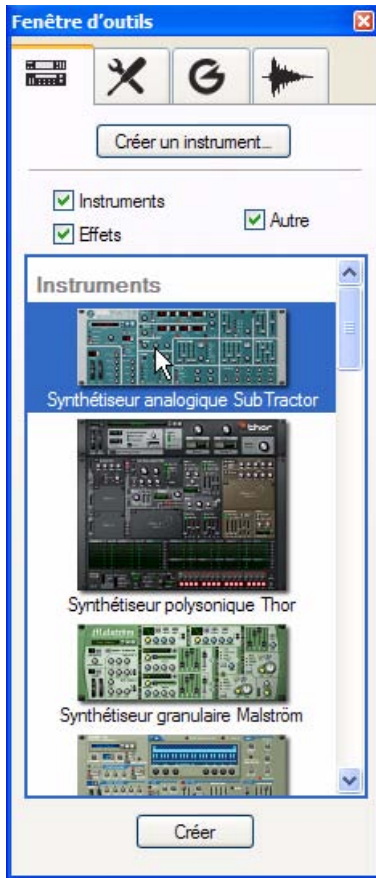 Fenêtre d'outils
Créer un instrument...
Instruments
Autre
Effets
Instruments
Synthétiseur analogique SubTractor
thor
Synthétiseur polysonique Thor
Malström
Synthétiseur granulaire Malström
Créer